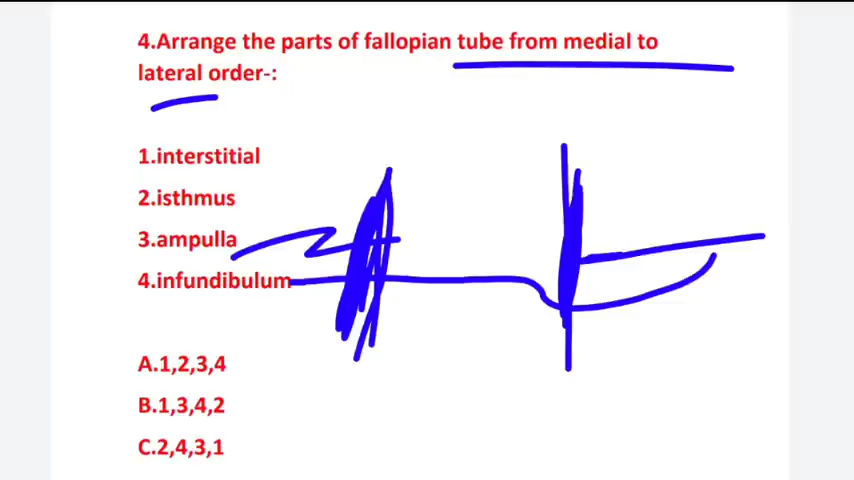 4.Arrange the parts of fallopian tube from medial to
lateral order-:
1.interstitial
2.isthmus
3.ampulla
4.infundibulum
A.1,2,3,4
B.1,3,4,2
C.2,4,3,1